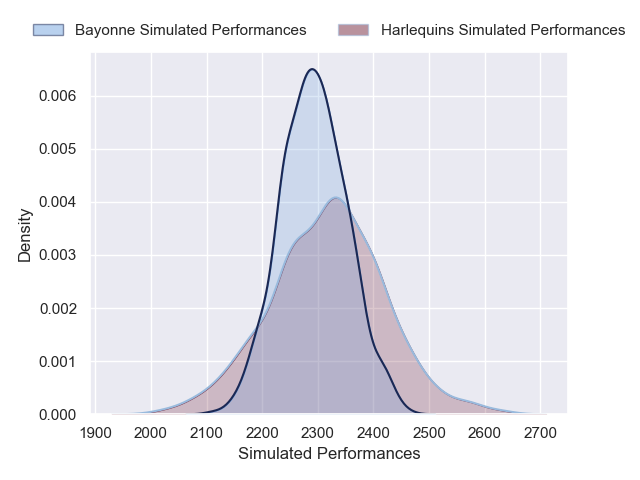 Bayonne Simulated Performances Harlequins Simulated Performances
0.006
0.005
0.004
0.003
0.002
0.001
0.000
Density
1900 2000 2100 2200 2300 2400 2500 2600 2700
Simulated Performances